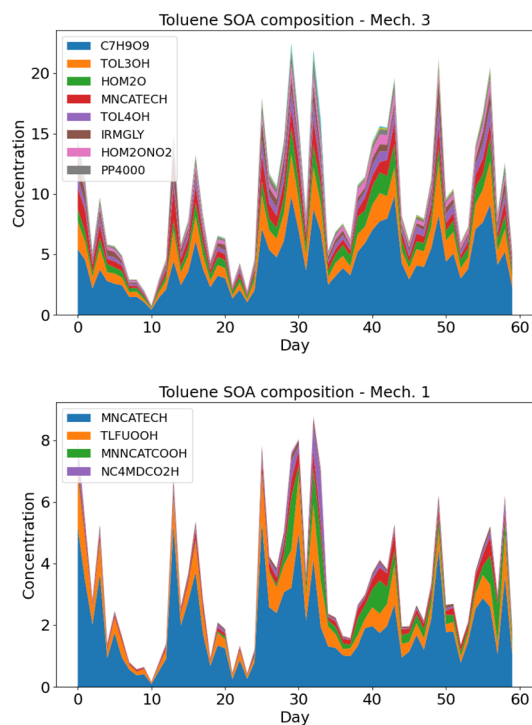 Toluene SOA composition - Mech. 3
C7H9O9
TOL3OH
HOM2O
MNCATECH
TOL4OH
IRMGLY
HOM2ONO2
PP4000
20
15
10
5
0
Concentration
0 10 20 30 40 50 60
Day
Toluene SOA composition - Mech. 1
MNCATECH
TLFUOOH
MNNCATCOOH
NC4MDCO2H
8
6
4
2
0
Concentration
0 10 20 30 40 50 60
Day